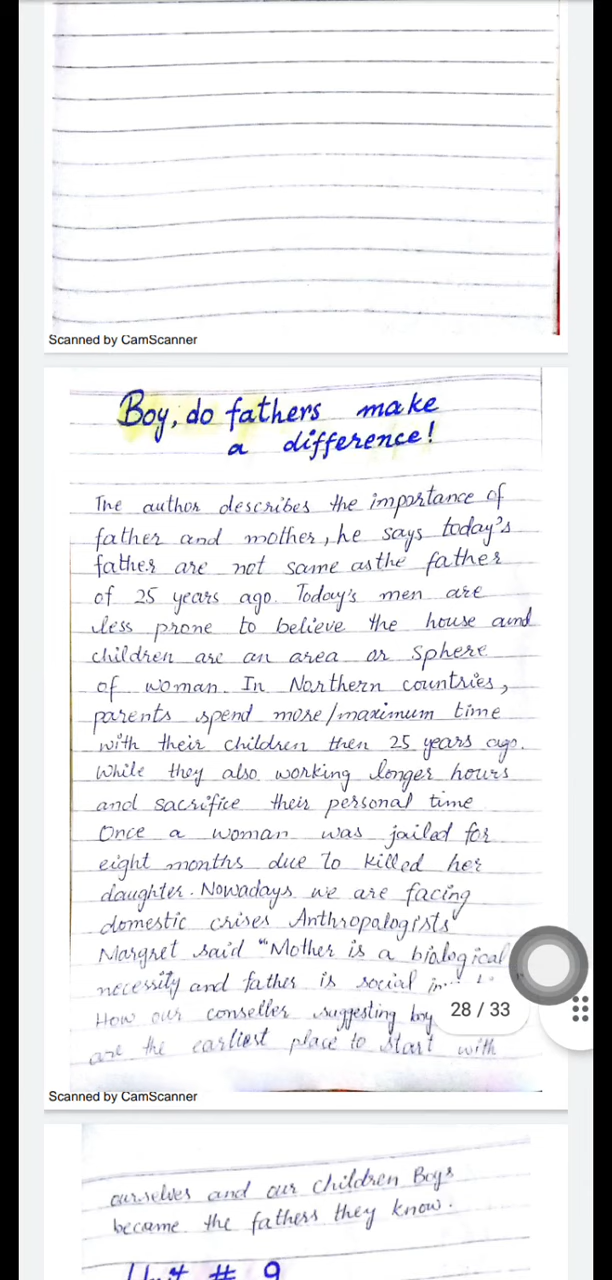 Scanned by CamScanner
Boy, do fathers make
a difference!
The author describes the importance of
father and mother, he says today's
father are not same as the father
of 25 years ago. Today's men are
less prone to believe the house and
children are an area or sphere
of woman. In Northern countries,
parents spend more/maximum time
with their children then 25 years ago.
While they also working longer hours
and sacrifice their personal time
Once a woman was jailed for
eight months due to killed her
daughter. Nowadays we are facing
domestic crises Anthropalogists
Margret said "Mother is a biological
necessity and father is social
How our conseller suggesting
28 / 33
are the earliest place to start with
Scanned by CamScanner
ourselves and our children Boys
become the fathers they know.
Unit # 9